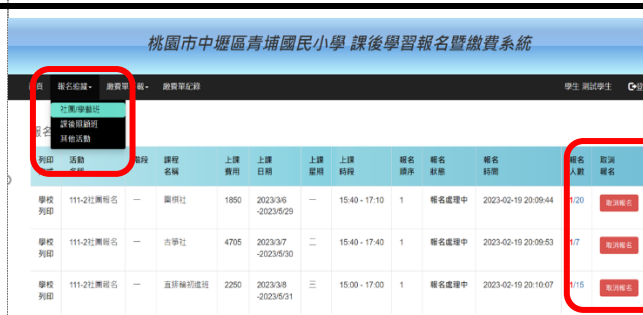 桃園市中壢區青埔國民小學 課後學習報名暨繳費系統
報名追蹤
繳費單
載
繳費單紀錄
學生 測試學生
社團/學藝班
課後照顧班
其他活動
報名
列印 活動 階段 課程 上課 上課 上課 上課 報名 報名 報名 報名 取消
名稱 費用 日期 星期 時段 順序 狀態 時間 人數 報名
學校 111-2社團報名 — 圍棋社 1850 2023/3/6 一 15:40 - 17:10 1 報名處理中 2023-02-19 20:09:44 1/20 取消報名
列印 -2023/5/29
學校 111-2社團報名 — 古箏社 4705 2023/3/7 二 15:40 - 17:40 1 報名處理中 2023-02-19 20:09:53 1/7 取消報名
列印 -2023/5/30
學校 111-2社團報名 — 直排輪初進班 2250 2023/3/8 三 15:00 - 17:00 1 報名處理中 2023-02-19 20:10:07 1/15 取消報名
列印 -2023/5/31